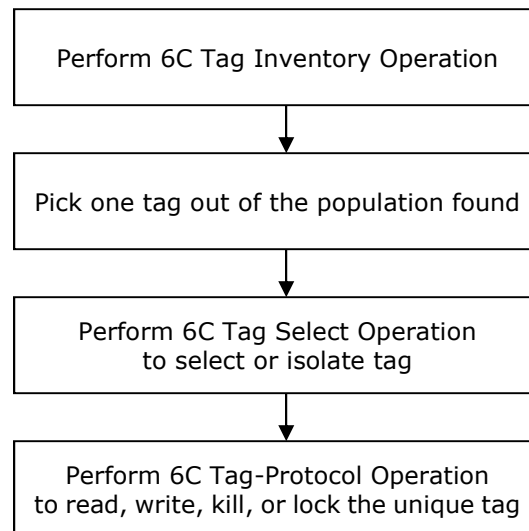 Perform 6C Tag Inventory Operation
Pick one tag out of the population found
Perform 6C Tag Select Operation
to select or isolate tag
Perform 6C Tag-Protocol Operation
to read, write, kill, or lock the unique tag